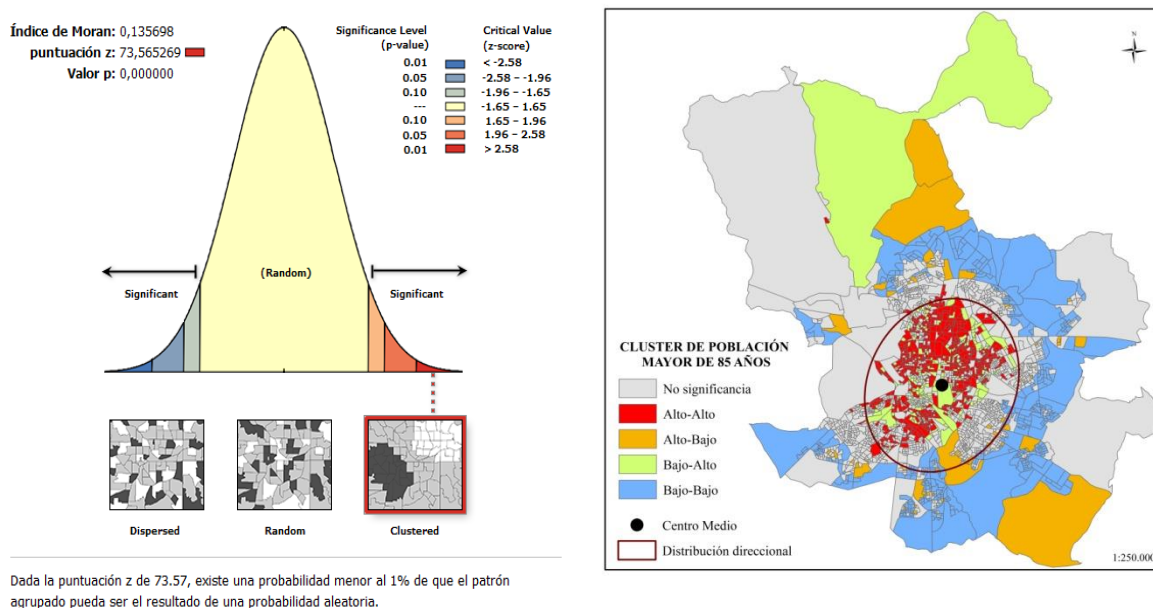 Índice de Moran: 0,135698
puntuación z: 73,565269
Valor p: 0,000000
Significance Level
(p-value)
Critical Value
(z-score)
0.01 < -2.58
0.05 -2.58 – -1.96
0.10 -1.96 – -1.65
--- -1.65 – 1.65
0.10 1.65 – 1.96
0.05 1.96 – 2.58
0.01 > 2.58
(Random)
Significant
Significant
Dispersed
Random
Clustered
Dada la puntuación z de 73.57, existe una probabilidad menor al 1% de que el patrón
agrupado pueda ser el resultado de una probabilidad aleatoria.
N
CLUSTER DE POBLACIÓN
MAYOR DE 85 AÑOS
No significancia
Alto-Alto
Alto-Bajo
Bajo-Alto
Bajo-Bajo
Centro Medio
Distribución direccional
1:250.000